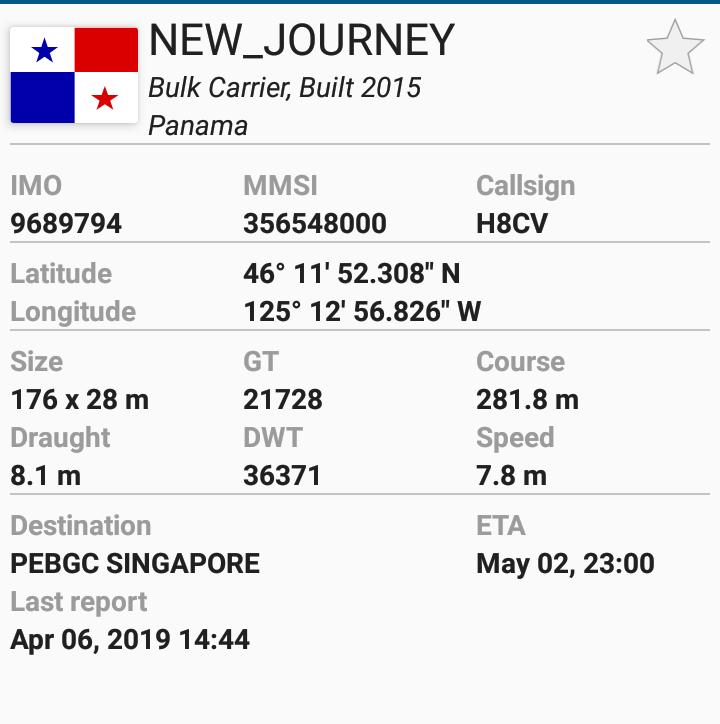 NEW_JOURNEY
Bulk Carrier, Built 2015
Panama
IMO MMSI Callsign
9689794 356548000 H8CV
Latitude 46° 11' 52.308" N
Longitude 125° 12' 56.826" W
Size GT Course
176 x 28 m 21728 281.8 m
Draught DWT Speed
8.1 m 36371 7.8 m
Destination ETA
PEBGC SINGAPORE May 02, 23:00
Last report
Apr 06, 2019 14:44